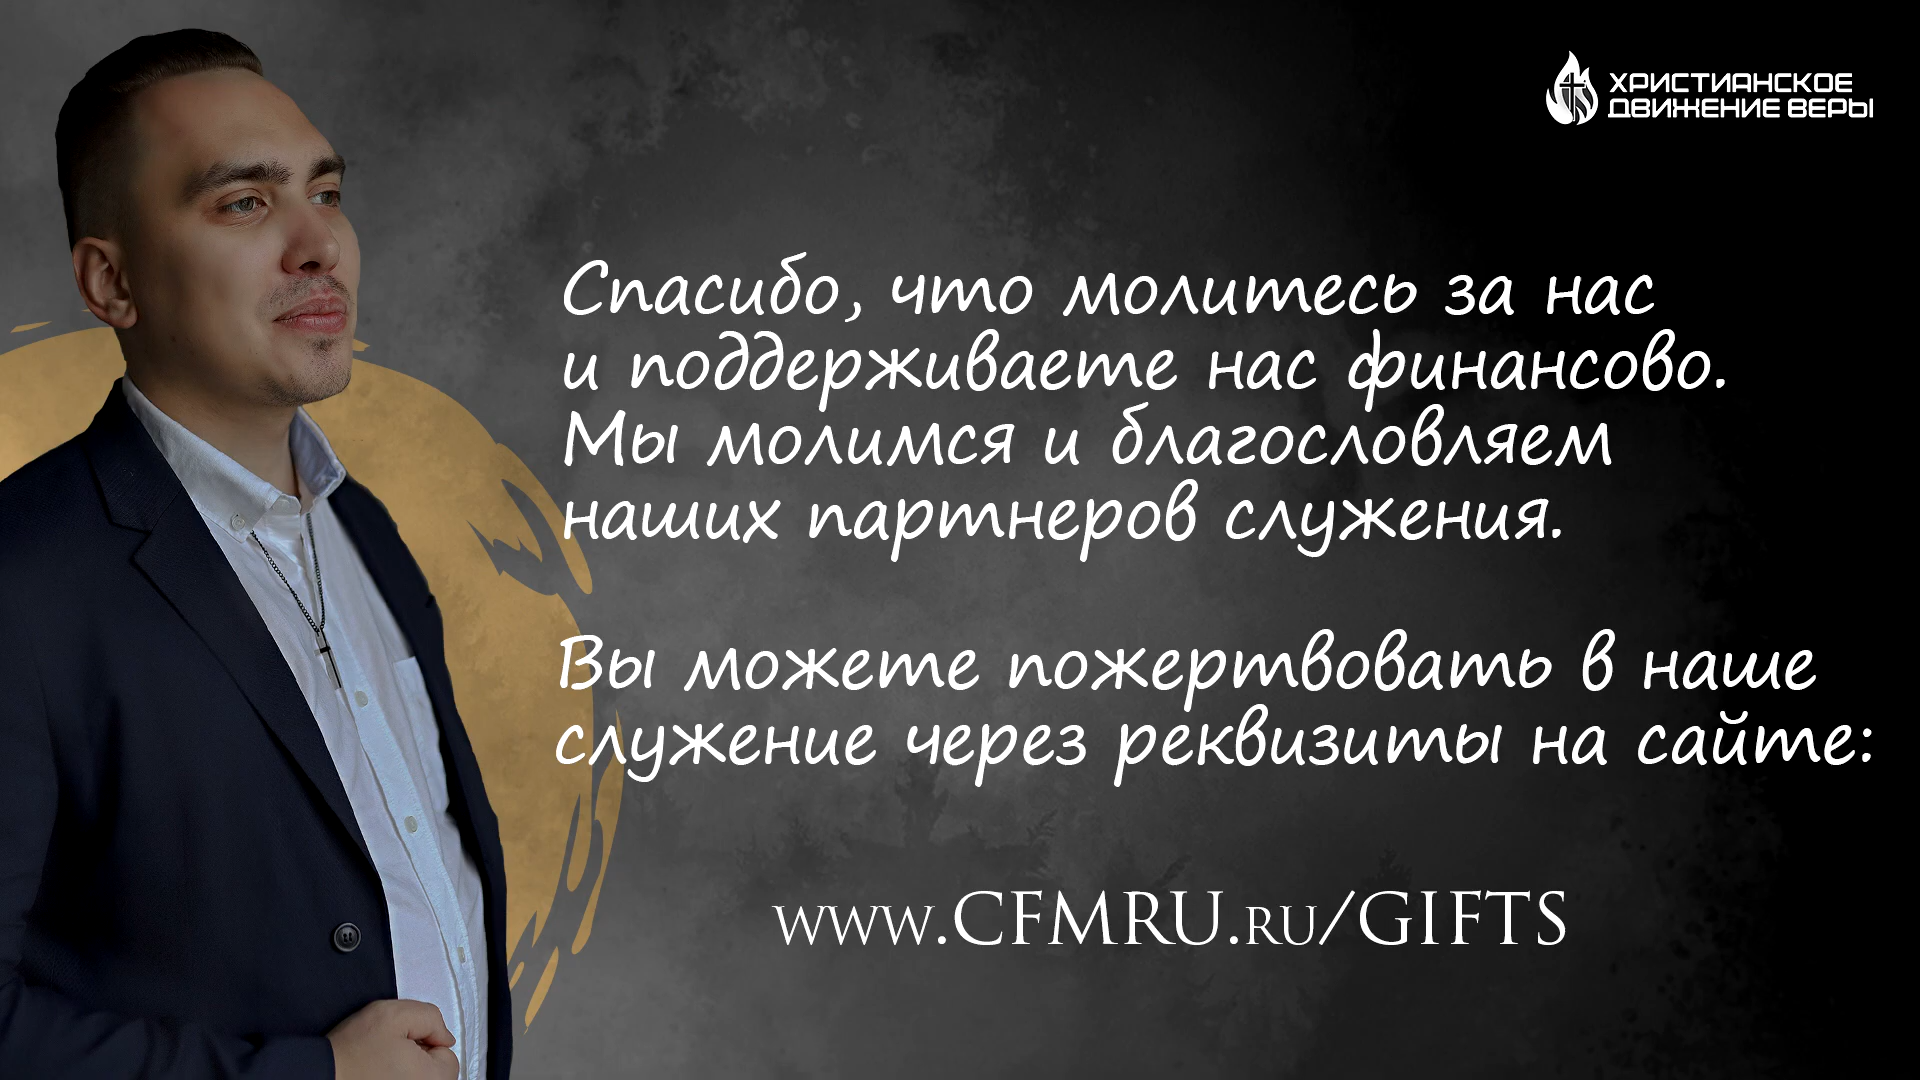 ХРИСТИАНСКОЕ
ДВИЖЕНИЕ ВЕРЫ
Спасибо, что молитесь за нас
и поддерживаете нас финансово.
Мы молимся и благословляем
наших партнеров служения.
Вы можете пожертвовать в наше
служение через реквизиты на сайте:
www.CFMRU.ru/GIFTS